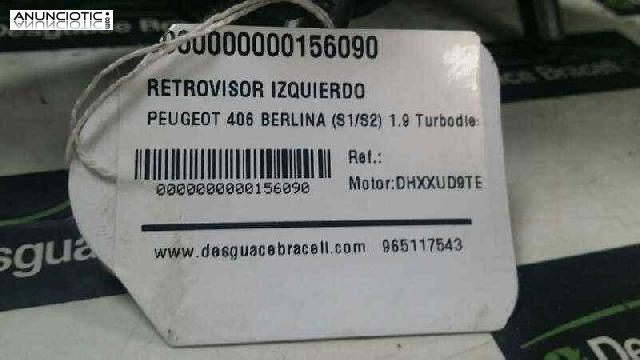 ANUNCIOTIC.es
000000000156090
RETROVISOR IZQUIERDO
PEUGEOT 406 BERLINA (S1/S2) 1.9 Turbodie
Ref.:
0000000000156090
Motor:DHXXUD9TE
www.desguacebracell.com 965117543